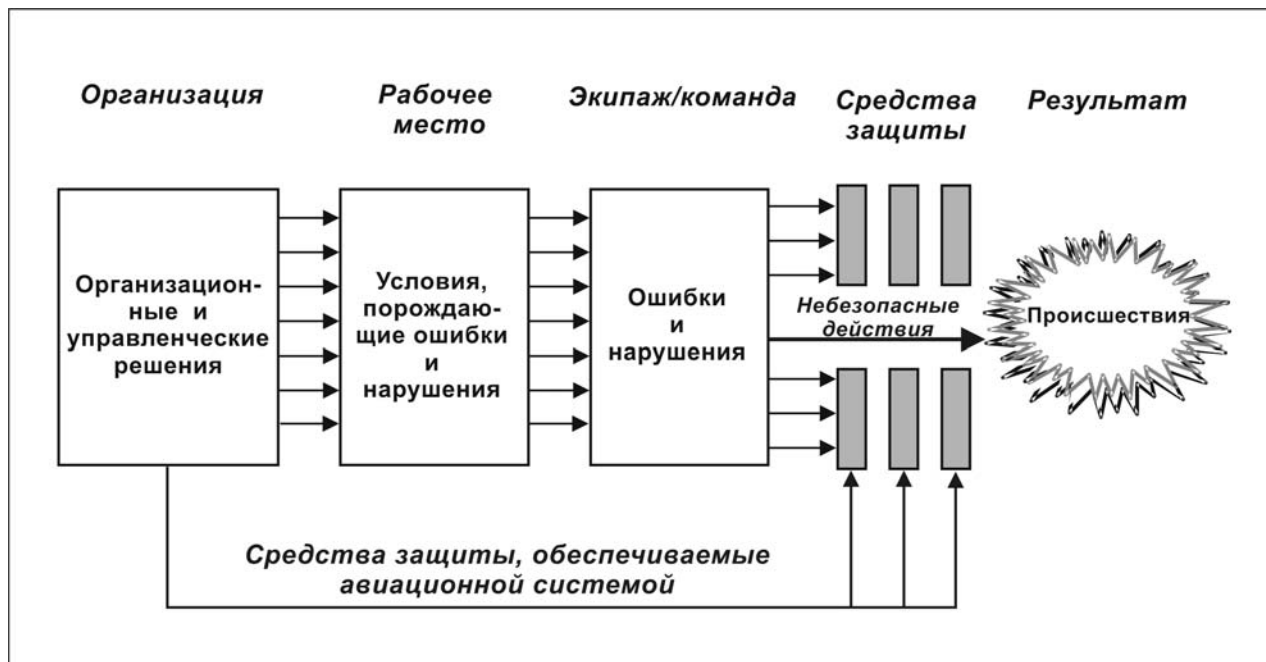 Организация
Рабочее
место
Экипаж/команда
Средства
защиты
Результат
Организацион-
ные и
управленческие
решения
Условия,
порождаю-
щие ошибки
и
нарушения
Ошибки
и
нарушения
Небезопасные
действия
Происшествия
Средства защиты, обеспечиваемые
авиационной системой